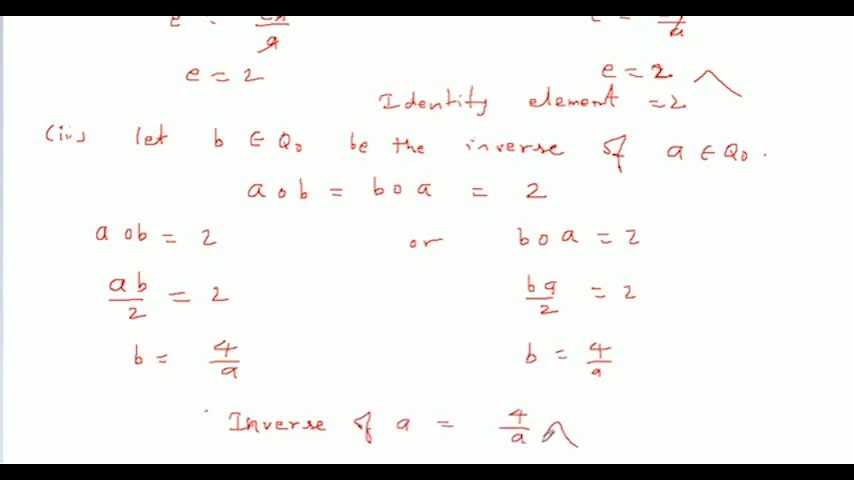 e = 2
e = 2
Identity element = 2
(ii) let b ∈ Q₀ be the inverse of a ∈ Q₀.
a o b = b o a = 2
a o b = 2 or b o a = 2
ab/2 = 2 ba/2 = 2
b = 4/a b = 4/a
Inverse of a = 4/a